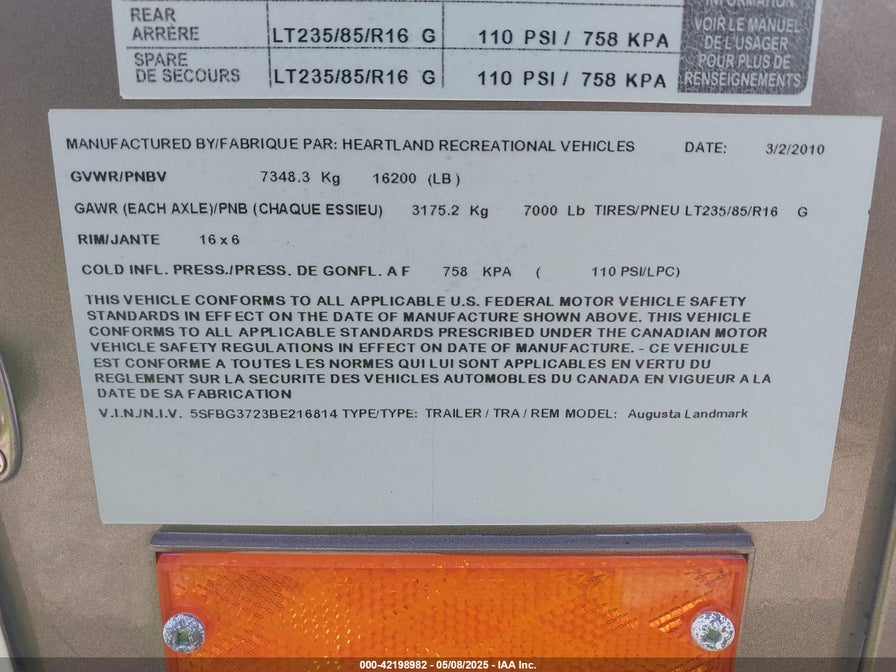 INFORMATION
REAR
ARRIÈRE LT235/85/R16 G 110 PSI / 758 KPA
VOIR LE MANUEL
DE L'USAGER
POUR PLUS DE
RENSEIGNEMENTS
SPARE
DE SECOURS LT235/85/R16 G 110 PSI / 758 KPA
MANUFACTURED BY/FABRIQUE PAR: HEARTLAND RECREATIONAL VEHICLES DATE: 3/2/2010
GVWR/PNBV 7348.3 Kg 16200 (LB)
GAWR (EACH AXLE)/PNB (CHAQUE ESSIEU) 3175.2 Kg 7000 Lb TIRES/PNEU LT235/85/R16 G
RIM/JANTE 16 x 6
COLD INFL. PRESS./PRESS. DE GONFL. A F 758 KPA ( 110 PSI/LPC)
THIS VEHICLE CONFORMS TO ALL APPLICABLE U.S. FEDERAL MOTOR VEHICLE SAFETY
STANDARDS IN EFFECT ON THE DATE OF MANUFACTURE SHOWN ABOVE. THIS VEHICLE
CONFORMS TO ALL APPLICABLE STANDARDS PRESCRIBED UNDER THE CANADIAN MOTOR
VEHICLE SAFETY REGULATIONS IN EFFECT ON DATE OF MANUFACTURE. - CE VEHICULE
EST CONFORME A TOUTES LES NORMES QUI LUI SONT APPLICABLES EN VERTU DU
REGLEMENT SUR LA SECURITE DES VEHICLES AUTOMOBILES DU CANADA EN VIGUEUR A LA
DATE DE SA FABRICATION
V.I.N./N.I.V. 5SFBG3723BE216814 TYPE/TYPE: TRAILER / TRA / REM MODEL: Augusta Landmark
000-42198982 - 05/08/2025 - IAA Inc.